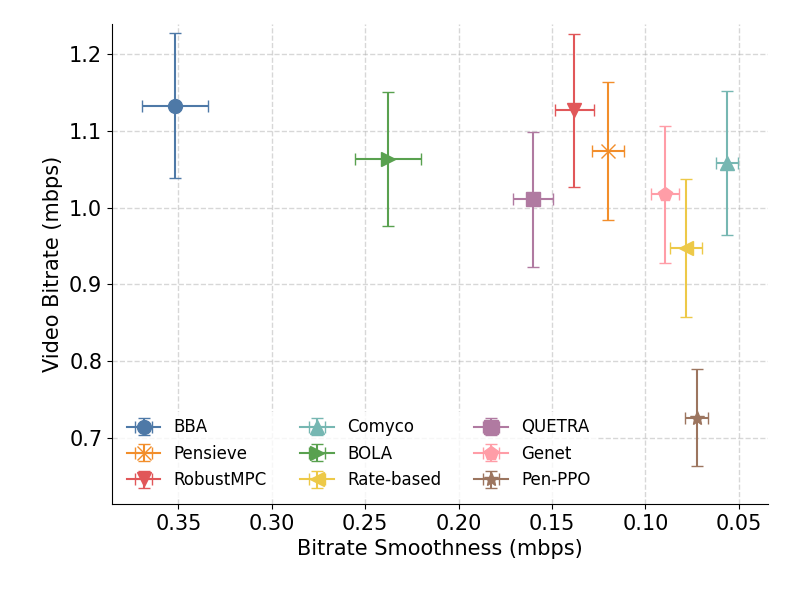 1.2
1.1
1.0
0.9
0.8
0.7
Video Bitrate (mbps)
BBA Comyco QUETRA
Pensieve BOLA Genet
RobustMPC Rate-based Pen-PPO
0.35 0.30 0.25 0.20 0.15 0.10 0.05
Bitrate Smoothness (mbps)